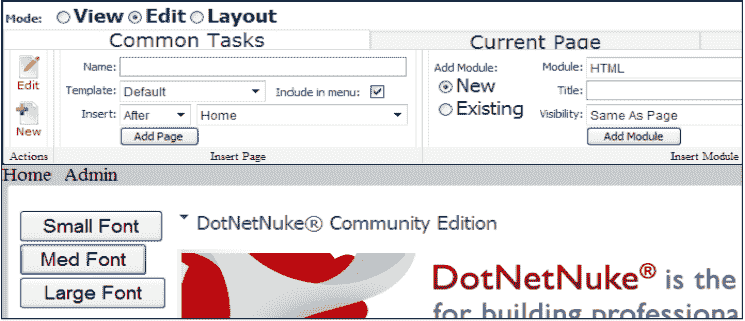 Mode: View Edit Layout
Common Tasks
Current Page
Edit
New
Actions
Name:
Template: Default Include in menu:
Insert: After Home
Add Page
Insert Page
Add Module: New Existing
Module: HTML
Title:
Visibility: Same As Page
Add Module
Insert Module
Home Admin
Small Font
Med Font
Large Font
DotNetNuke® Community Edition
DotNetNuke® is the
for building professiona